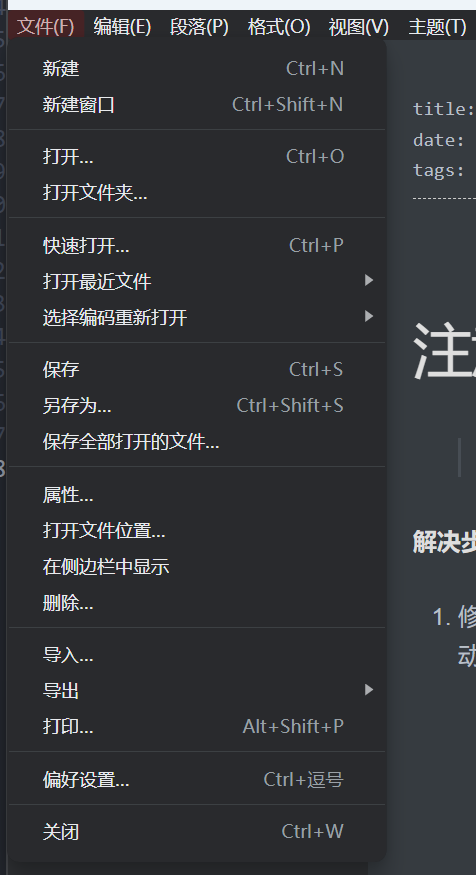 文件(F) 编辑(E) 段落(P) 格式(O) 视图(V) 主题(T)
新建 Ctrl+N
新建窗口 Ctrl+Shift+N
打开... Ctrl+O
打开文件夹...
快速打开... Ctrl+P
打开最近文件
选择编码重新打开
保存 Ctrl+S
另存为... Ctrl+Shift+S
保存全部打开的文件...
属性...
打开文件位置...
在侧边栏中显示
删除...
导入...
导出
打印... Alt+Shift+P
偏好设置... Ctrl+逗号
关闭 Ctrl+W
title:
date:
tags:
注
解决步
1. 修
动